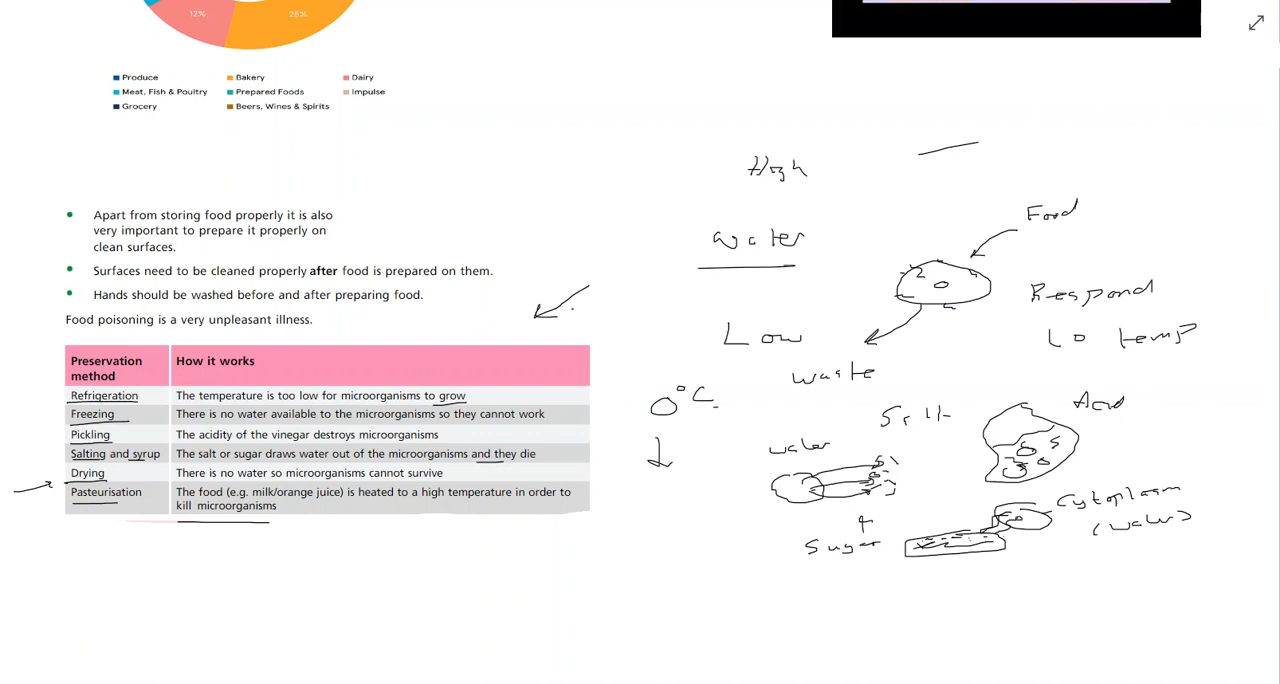 12%
25%
Produce
Bakery
Dairy
Meat, Fish & Poultry
Prepared Foods
Impulse
Grocery
Beers, Wines & Spirits
Apart from storing food properly it is also
very important to prepare it properly on
clean surfaces.
Surfaces need to be cleaned properly after food is prepared on them.
Hands should be washed before and after preparing food.
Food poisoning is a very unpleasant illness.
Preservation
method
How it works
Refrigeration
The temperature is too low for microorganisms to grow
Freezing
There is no water available to the microorganisms so they cannot work
Pickling
The acidity of the vinegar destroys microorganisms
Salting and syrup
The salt or sugar draws water out of the microorganisms and they die
Drying
There is no water so microorganisms cannot survive
Pasteurisation
The food (e.g. milk/orange juice) is heated to a high temperature in order to
kill microorganisms
High
Food
water
Respond
to temp
Low
waste
0°C
Acid
Salt
water
Cytoplasm
(water)
Sugar